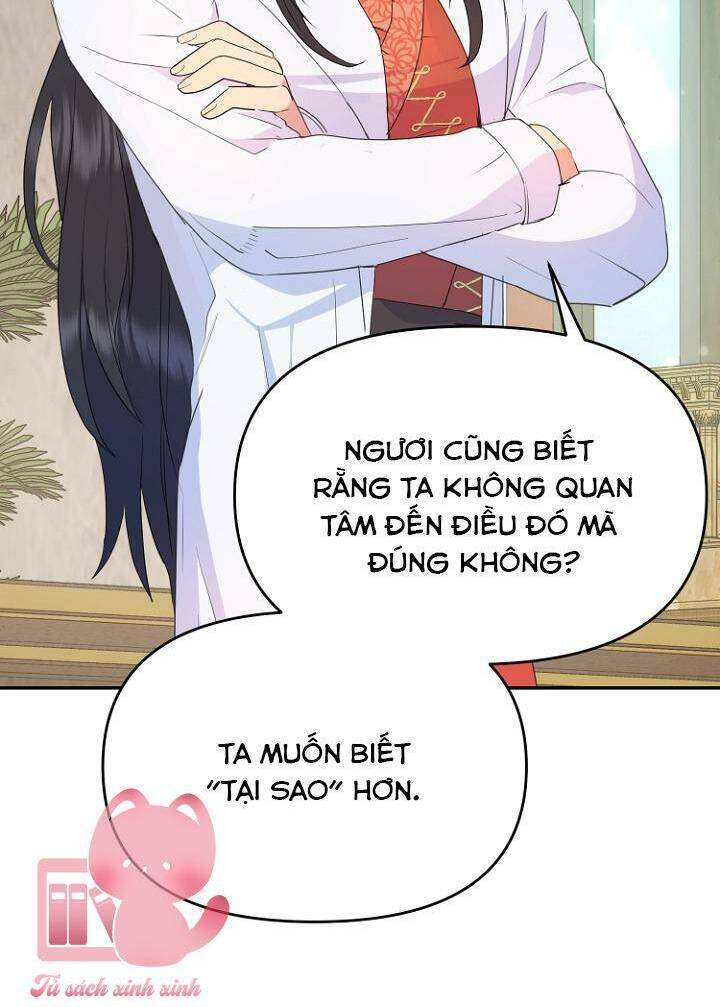 NGƯƠI CŨNG BIẾT
RẰNG TA KHÔNG QUAN
TÂM ĐẾN ĐIỀU ĐÓ MÀ
ĐÚNG KHÔNG?
TA MUỐN BIẾT
"TẠI SAO" HƠN.
Tủ sách xinh xinh